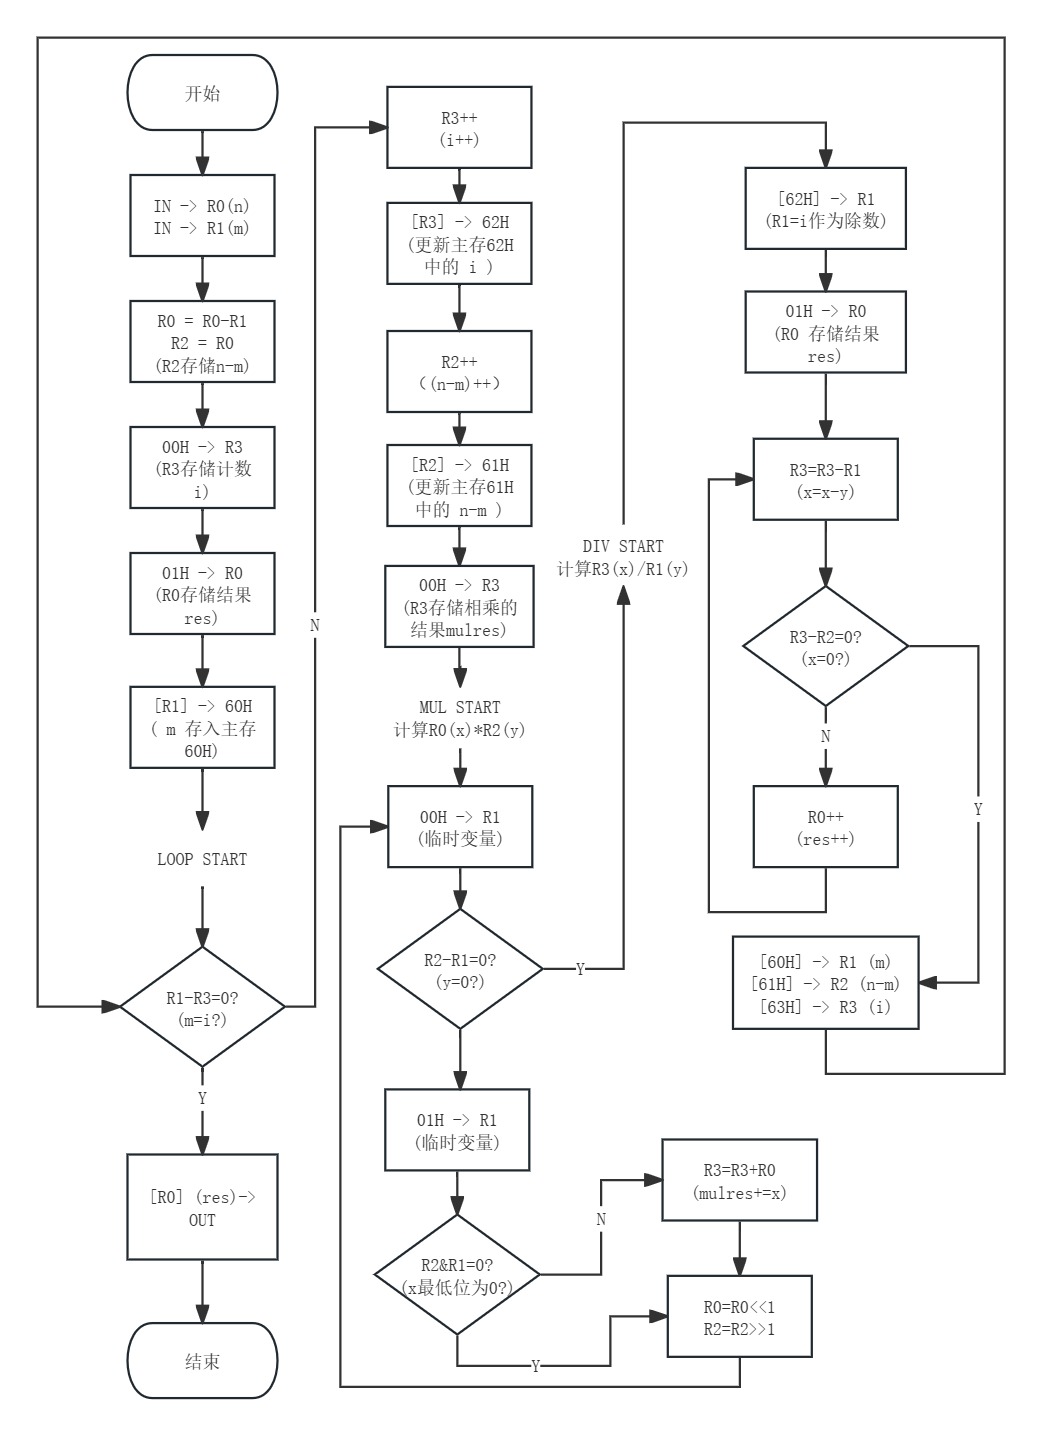 开始
IN -> R0(n)
IN -> R1(m)
R0 = R0-R1
R2 = R0
(R2存储n-m)
00H -> R3
(R3存储计数
i)
01H -> R0
(R0存储结果
res)
[R1] -> 60H
( m 存入主存
60H)
LOOP START
R1-R3=0?
(m=i?)
Y
[R0] (res)->
OUT
结束
N
R3++
(i++)
[R3] -> 62H
(更新主存62H
中的 i )
R2++
((n-m)++)
[R2] -> 61H
(更新主存61H
中的 n-m )
00H -> R3
(R3存储相乘的
结果mulres)
MUL START
计算R0(x)*R2(y)
00H -> R1
(临时变量)
R2-R1=0?
(y=0?)
Y
01H -> R1
(临时变量)
R2&R1=0?
(x最低位为0?)
N
Y
R3=R3+R0
(mulres+=x)
R0=R0<<1
R2=R2>>1
DIV START
计算R3(x)/R1(y)
[62H] -> R1
(R1=i作为除数)
01H -> R0
(R0 存储结果
res)
R3=R3-R1
(x=x-y)
R3-R2=0?
(x=0?)
N
R0++
(res++)
Y
[60H] -> R1 (m)
[61H] -> R2 (n-m)
[63H] -> R3 (i)